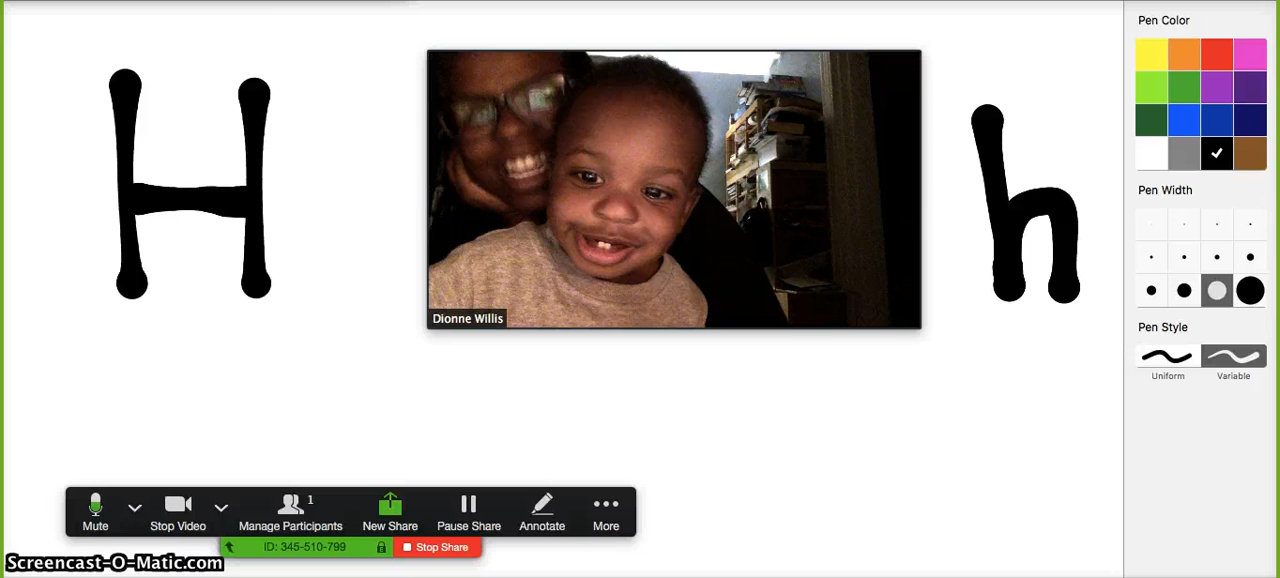 Pen Color
H
h
Dionne Willis
Pen Width
Pen Style
Uniform Variable
1
Mute Stop Video Manage Participants New Share Pause Share Annotate More
ID: 345-510-799 Stop Share
Screencast-O-Matic.com